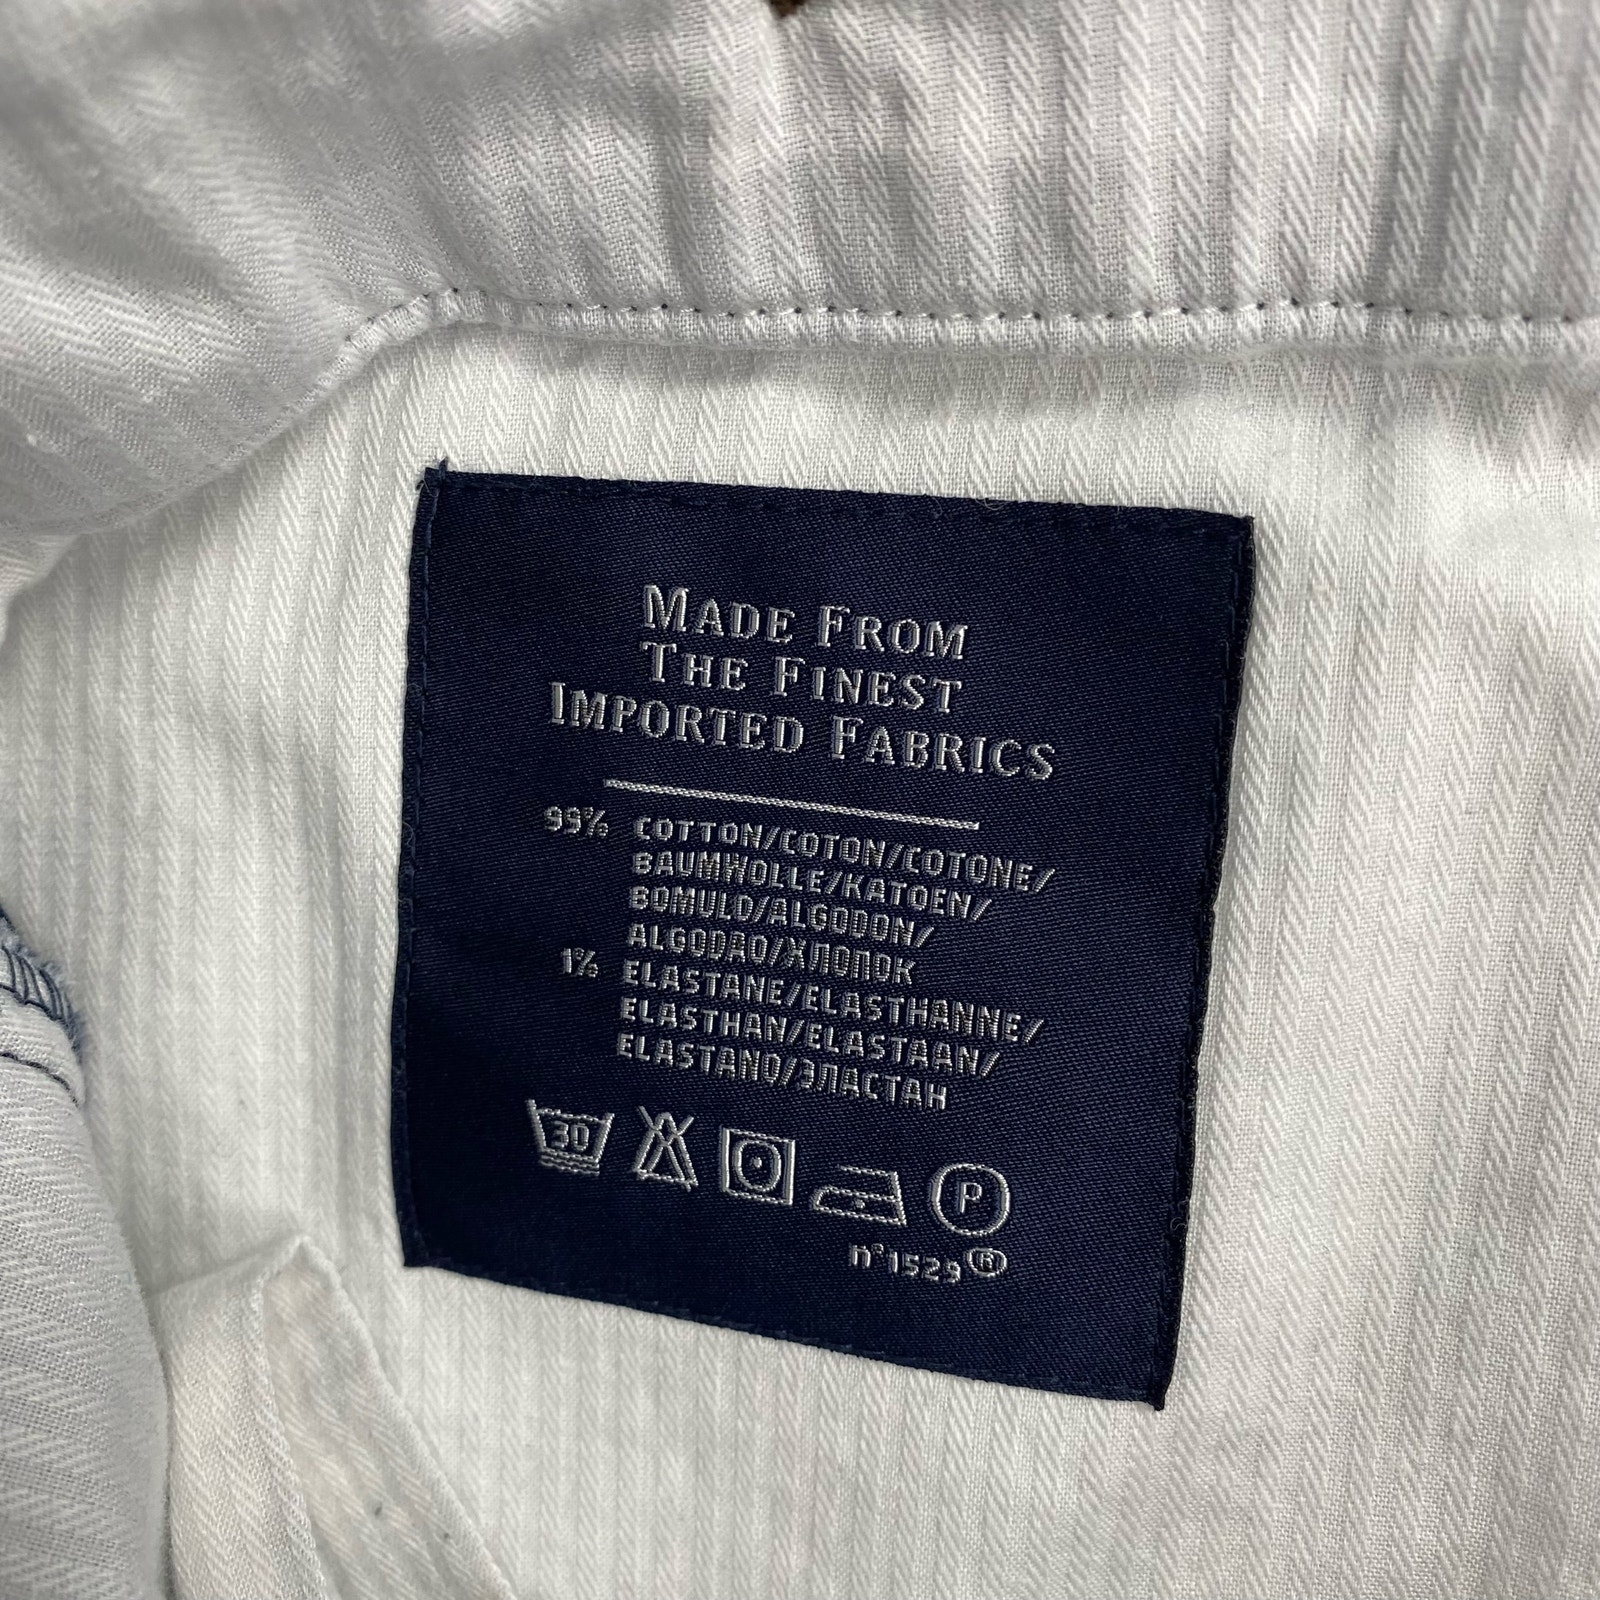 MADE FROM
THE FINEST
IMPORTED FABRICS
99% COTTON/COTON/COTONE/
BAUMWOLLE/KATOEN/
BOMULD/ALGODON/
ALGODAO/ХЛОПОК
1% ELASTANE/ELASTHANNE/
ELASTHAN/ELASTAAN/
ELASTANO/ЭЛАСТАН
30 P
n°1529®